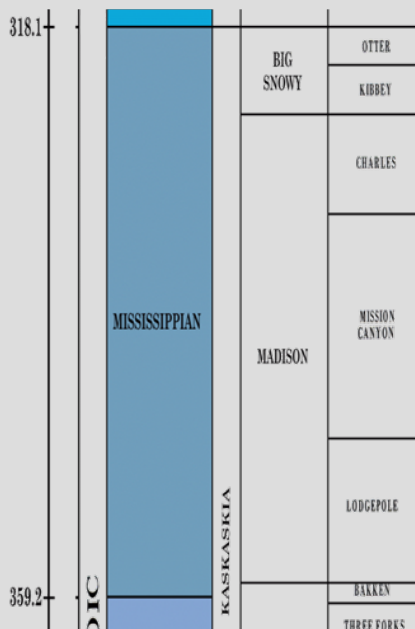 318.1
BIG
SNOWY
OTTER
KIBBEY
CHARLES
MISSISSIPPIAN
MISSION
CANYON
MADISON
LODGEPOLE
KASKASKIA
359.2
OIC
BAKKEN
THREE FORKS